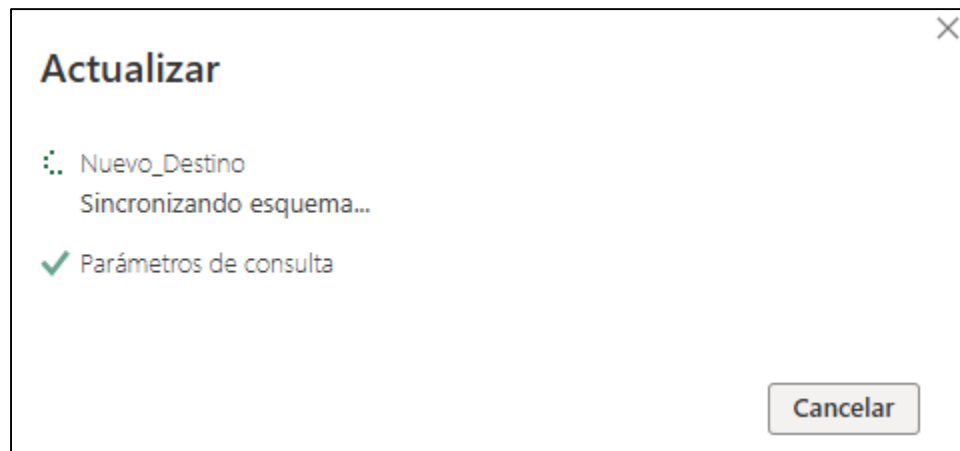 Actualizar
Nuevo_Destino
Sincronizando esquema...
Parámetros de consulta
Cancelar